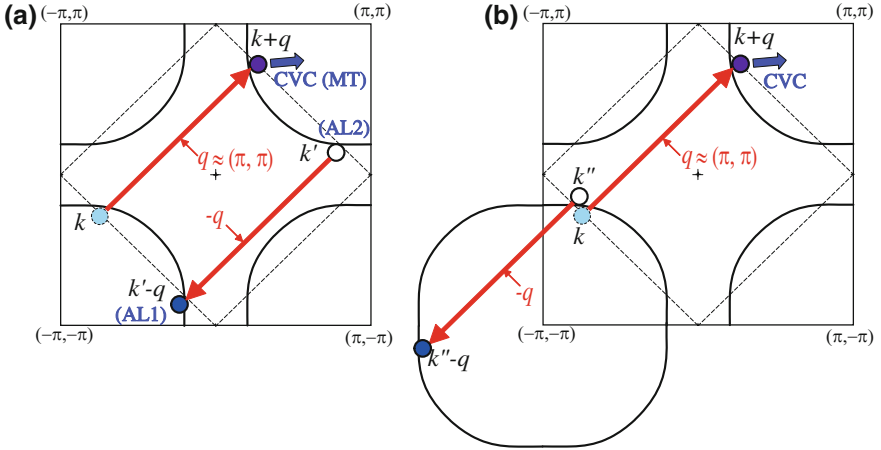 (a)
(−π,π)
(π,π)
k+q
CVC (MT)
(AL2)
k'
q≈(π, π)
k
-q
k'-q
(AL1)
(−π,−π)
(π,−π)
(b)
(−π,π)
(π,π)
k+q
CVC
q≈(π, π)
k"
k
-q
k"-q
(−π,−π)
(π,−π)